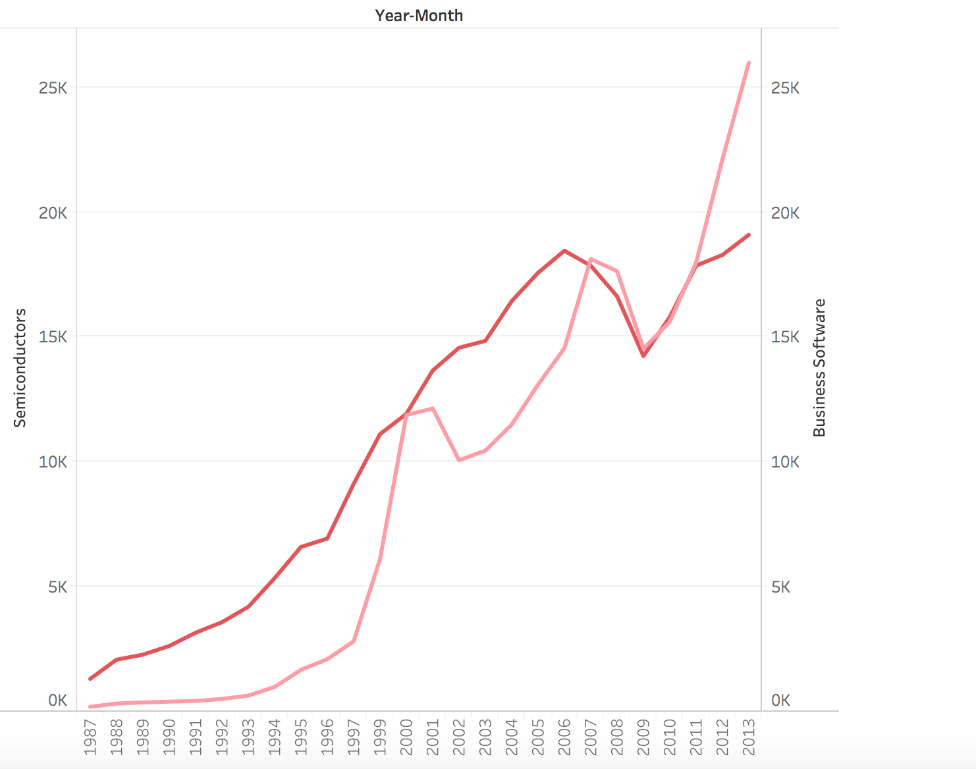 Year-Month
Semiconductors
25K
20K
15K
10K
5K
0K
25K
20K
15K
10K
5K
0K
Business Software
1987 1988 1989 1990 1991 1992 1993 1994 1995 1996 1997 1999 2000 2001 2002 2003 2004 2005 2006 2007 2008 2009 2010 2011 2012 2013